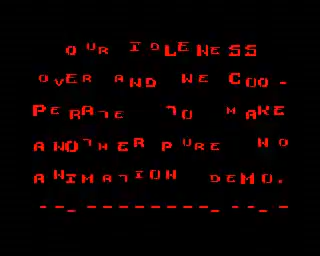 OUR IDLENESS
OVER AND WE COO-
PERATE TO MAKE
ANOTHER PURE NO
ANIMATION DEMO.